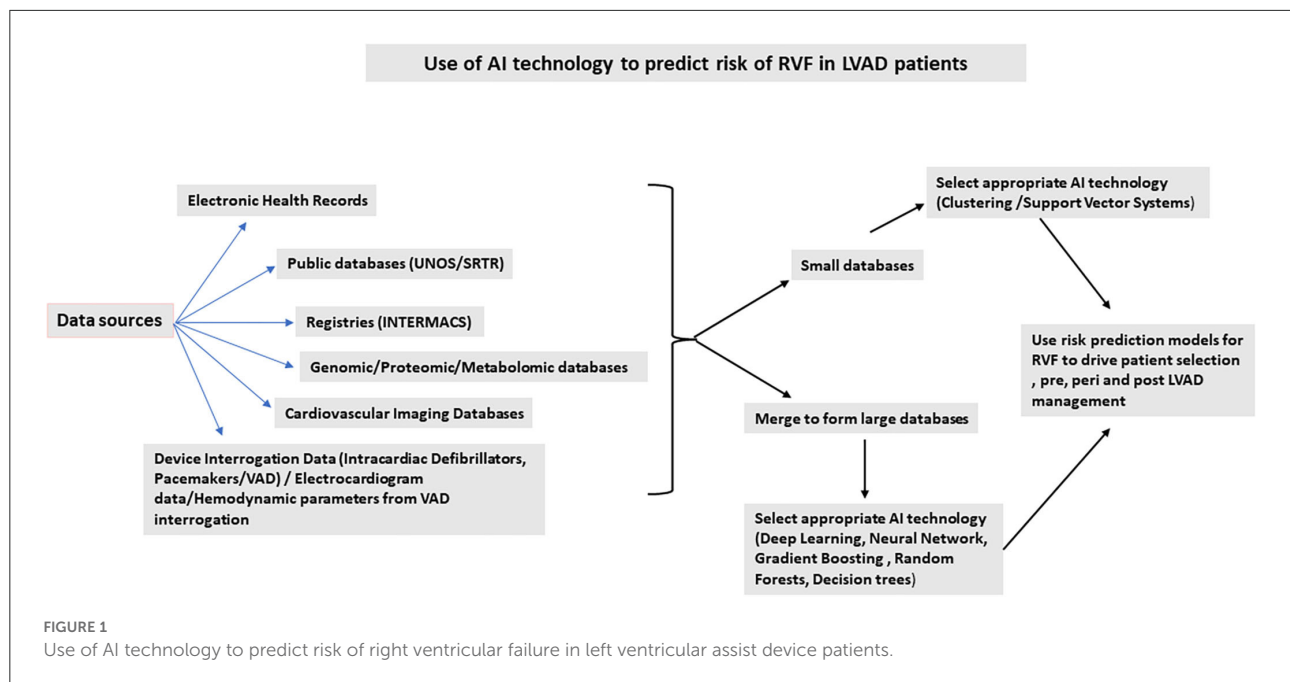 Use of AI technology to predict risk of RVF in LVAD patients
Data sources
Electronic Health Records
Public databases (UNOS/SRTR)
Registries (INTERMACS)
Genomic/Proteomic/Metabolomic databases
Cardiovascular Imaging Databases
Device Interrogation Data (Intracardiac Defibrillators,
Pacemakers/VAD) / Electrocardiogram
data/Hemodynamic parameters from VAD
interrogation
Small databases
Select appropriate AI technology
(Clustering /Support Vector Systems)
Merge to form large databases
Select appropriate AI technology
(Deep Learning, Neural Network,
Gradient Boosting , Random
Forests, Decision trees)
Use risk prediction models for
RVF to drive patient selection
, pre, peri and post LVAD
management
FIGURE 1
Use of AI technology to predict risk of right ventricular failure in left ventricular assist device patients.